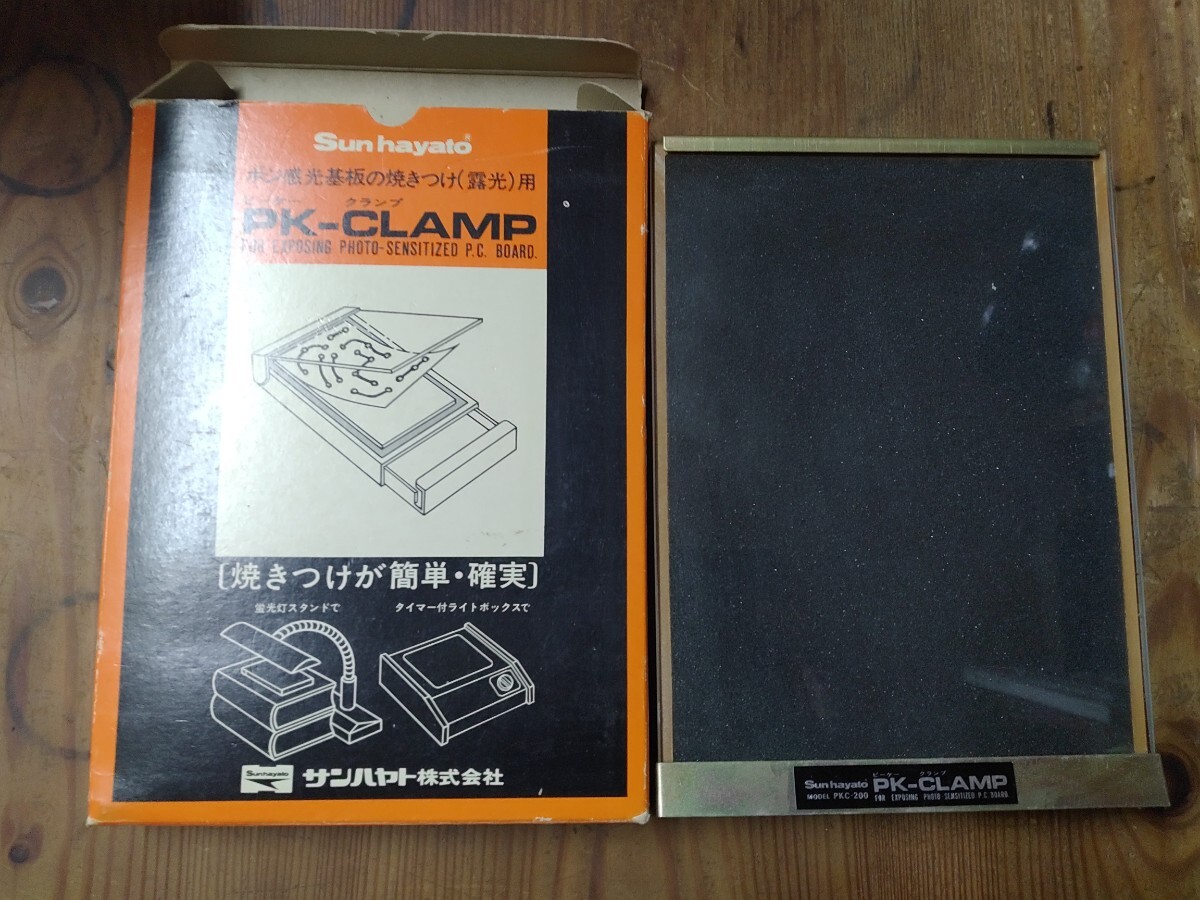 Sunhayato®
ポジ感光基板の焼きつけ(露光)用
ピーケー クランプ
PK-CLAMP
FOR EXPOSING PHOTO-SENSITIZED P.C. BOARD.
〔焼きつけが簡単・確実〕
蛍光灯スタンドで
タイマー付ライトボックスで
Sunhayato
サンハヤト株式会社
ピーケー クランプ
Sunhayato PK-CLAMP
MODEL PKC-200 FOR EXPOSING PHOTO-SENSITIZED P.C. BOARD.